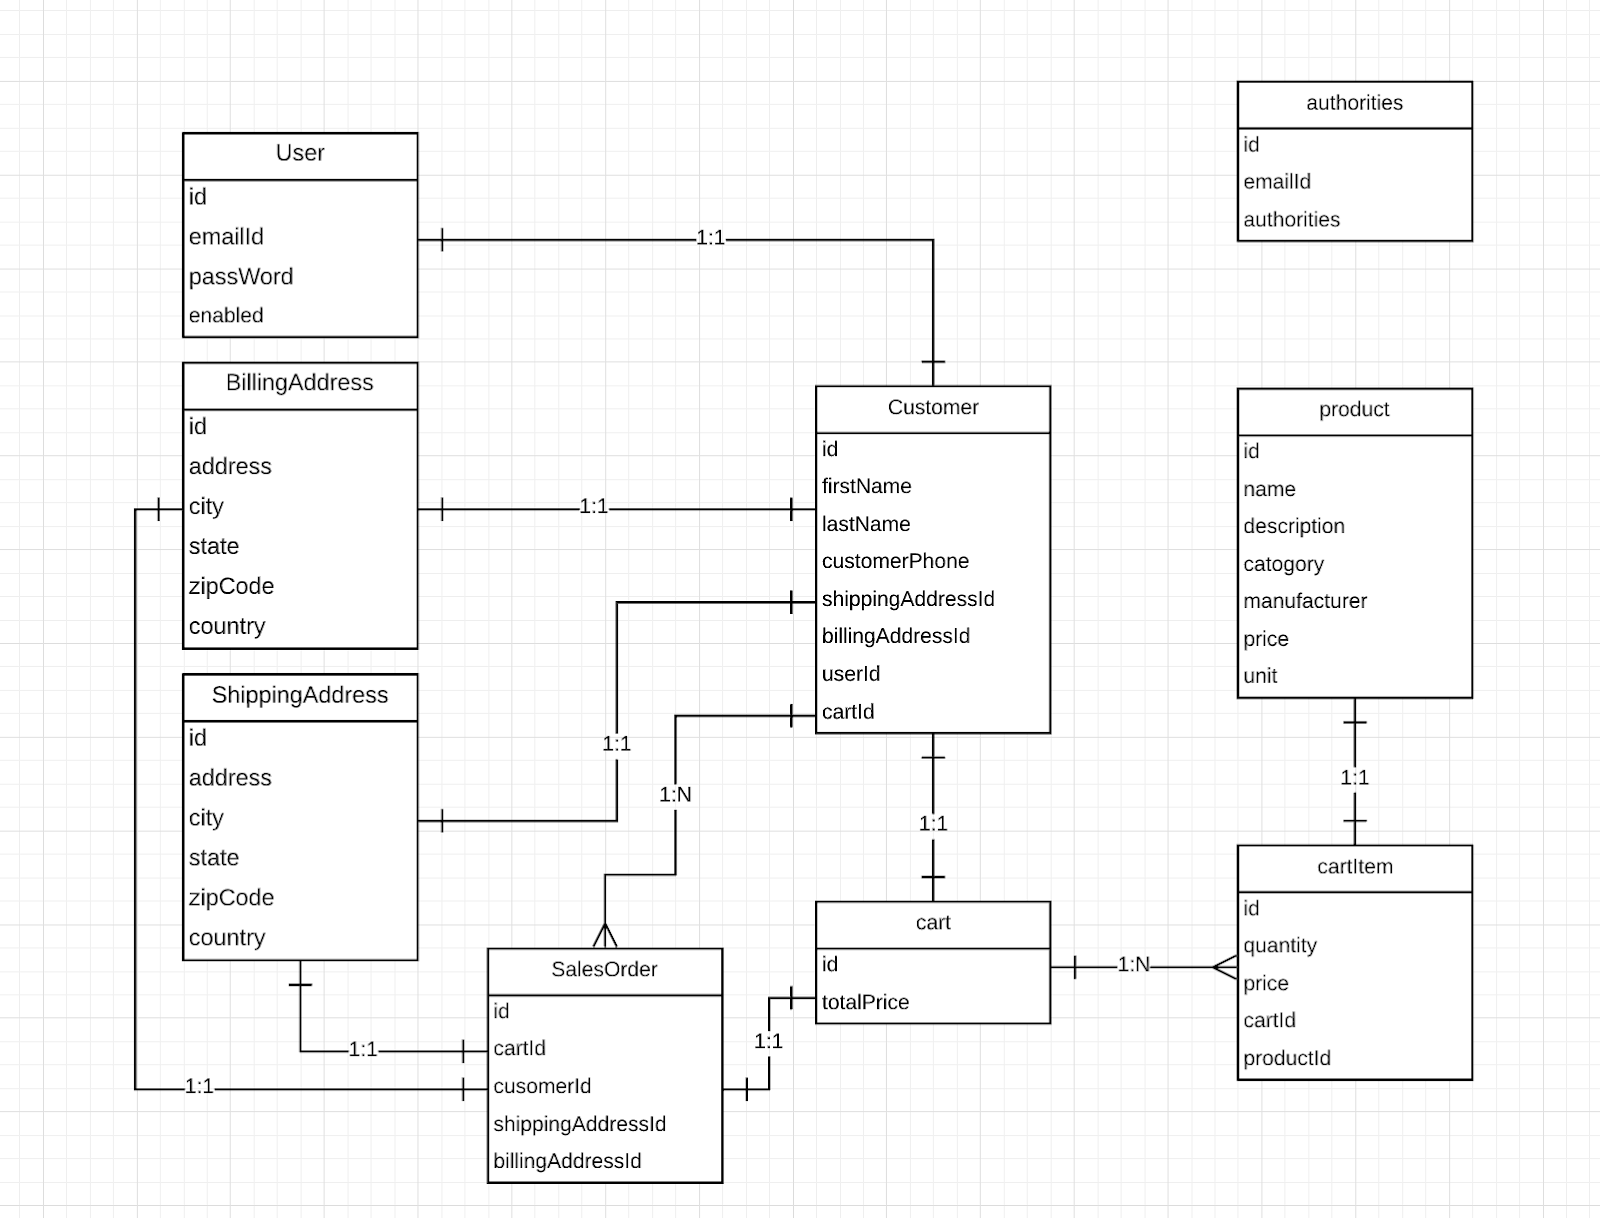 authorities
id
emailId
authorities
User
id
emailId
passWord
enabled
1:1
BillingAddress
id
address
city
state
zipCode
country
1:1
Customer
id
firstName
lastName
customerPhone
shippingAddressId
billingAddressId
userId
cartId
product
id
name
description
catogory
manufacturer
price
unit
ShippingAddress
id
address
city
state
zipCode
country
1:1
1:N
1:1
1:1
cartItem
id
quantity
price
cartId
productId
cart
id
totalPrice
1:N
SalesOrder
id
cartId
cusomerId
shippingAddressId
billingAddressId
1:1
1:1
1:1